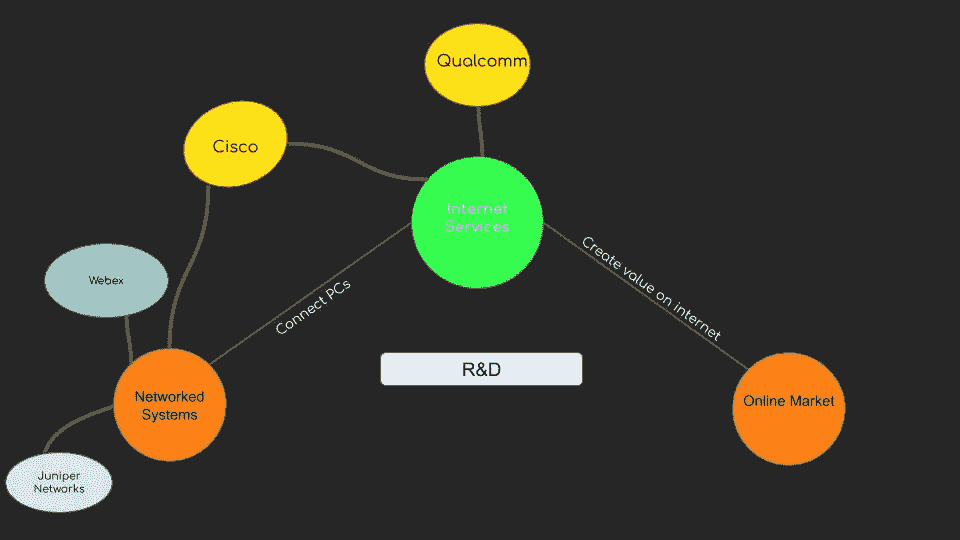 Qualcomm
Cisco
Internet
Services
Webex
Connect PCs
Create value on internet
R&D
Networked
Systems
Online Market
Juniper
Networks